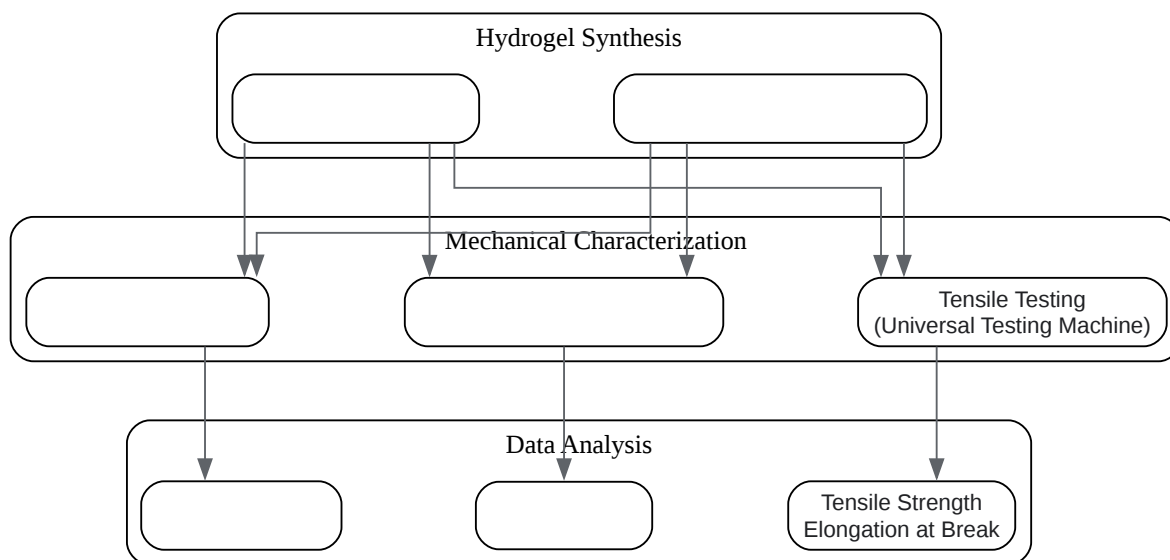 Hydrogel Synthesis
Mechanical Characterization
Tensile Testing
(Universal Testing Machine)
Data Analysis
Tensile Strength
Elongation at Break